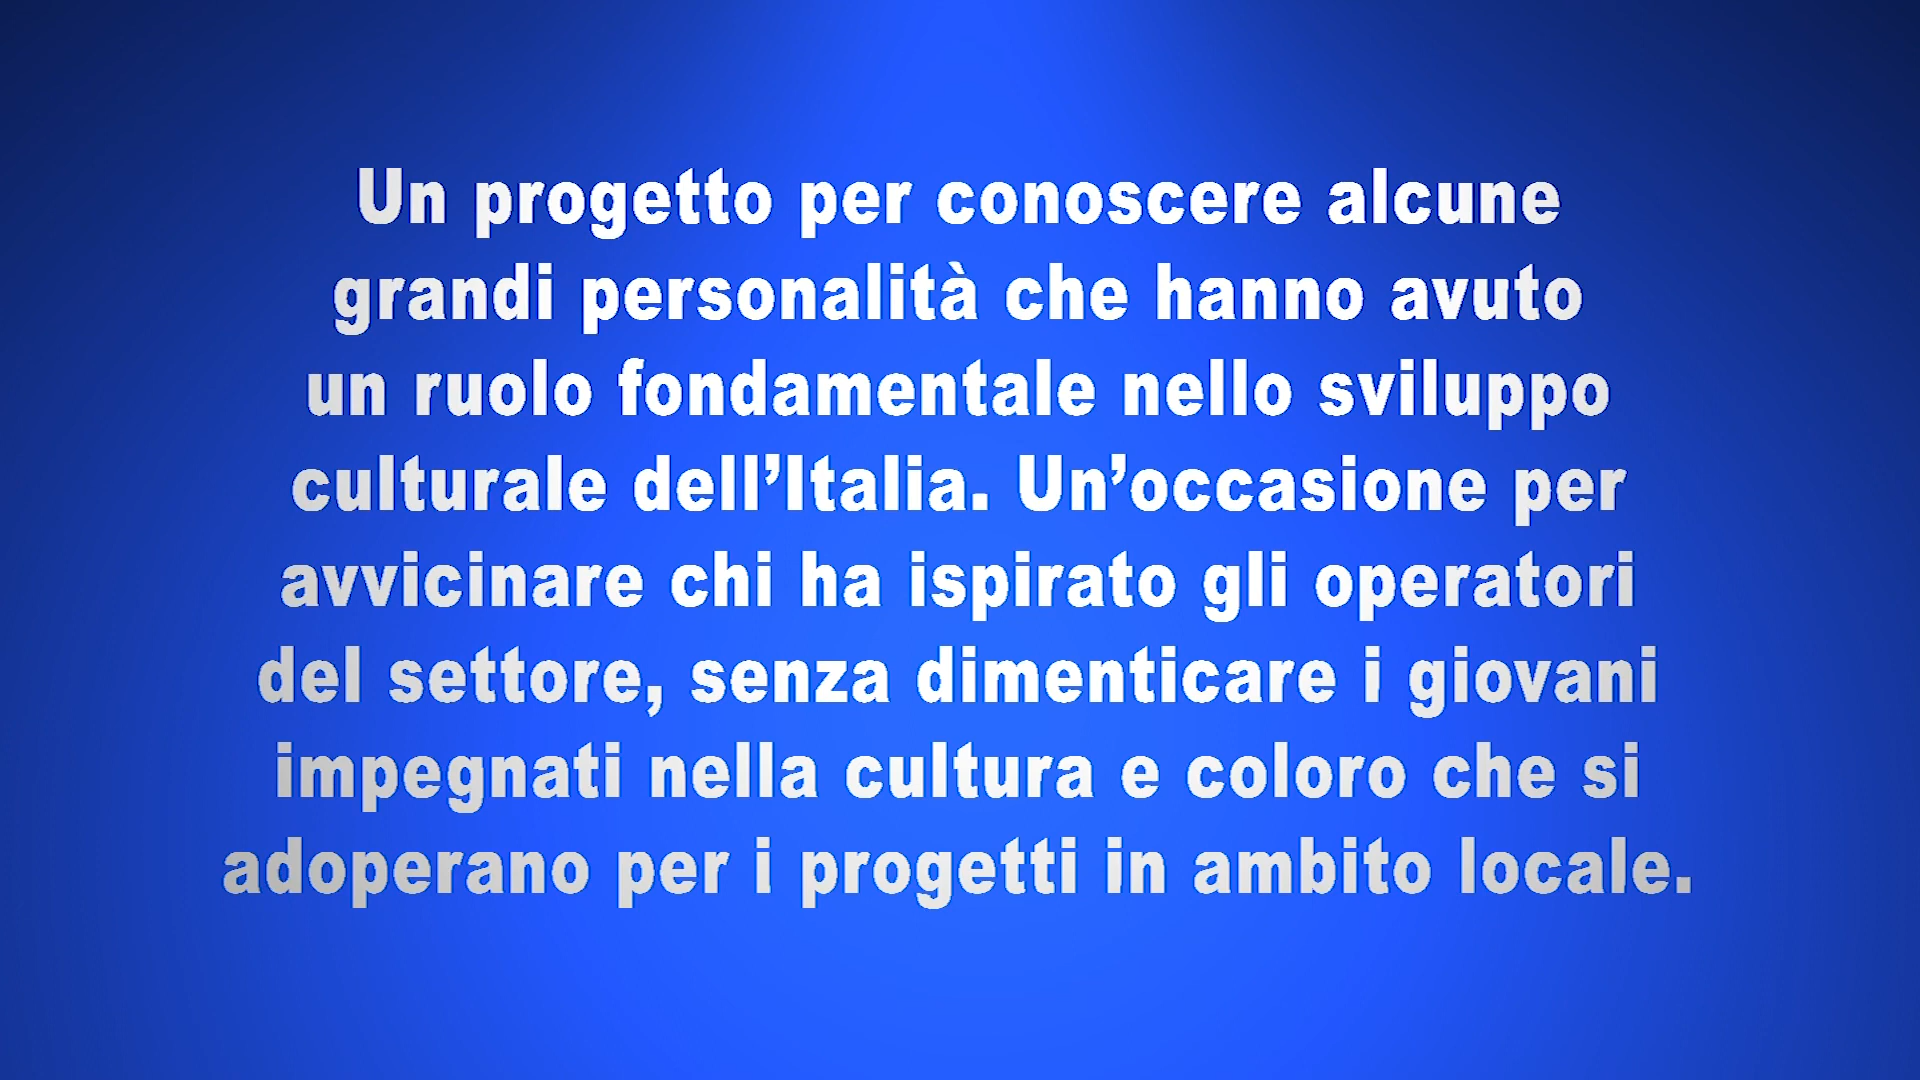 Un progetto per conoscere alcune
grandi personalità che hanno avuto
un ruolo fondamentale nello sviluppo
culturale dell’Italia. Un’occasione per
avvicinare chi ha ispirato gli operatori
del settore, senza dimenticare i giovani
impegnati nella cultura e coloro che si
adoperano per i progetti in ambito locale.